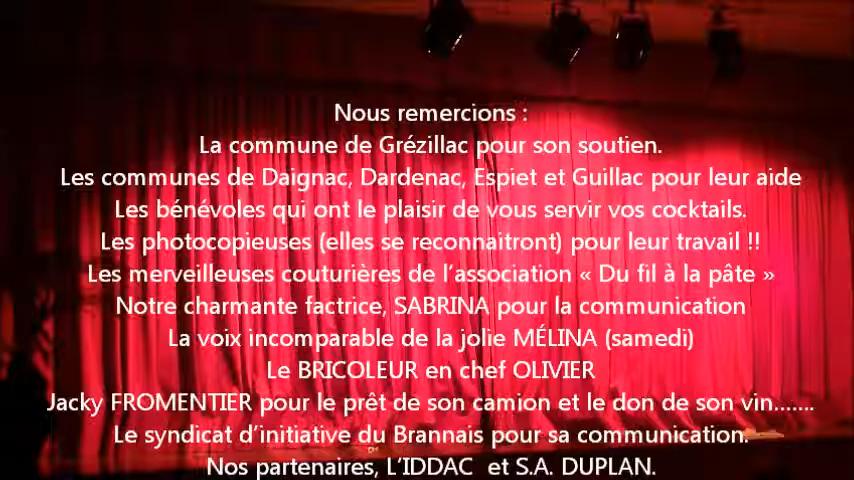 Nous remercions :
La commune de Grézillac pour son soutien.
Les communes de Daignac, Dardenac, Espiet et Guillac pour leur aide
Les bénévoles qui ont le plaisir de vous servir vos cocktails.
Les photocopieuses (elles se reconnaitront) pour leur travail !!
Les merveilleuses couturières de l'association « Du fil à la pâte »
Notre charmante factrice, SABRINA pour la communication
La voix incomparable de la jolie MÉLINA (samedi)
Le BRICOLEUR en chef OLIVIER
Jacky FROMENTIER pour le prêt de son camion et le don de son vin.......
Le syndicat d'initiative du Brannais pour sa communication.
Nos partenaires, L'IDDAC et S.A. DUPLAN.